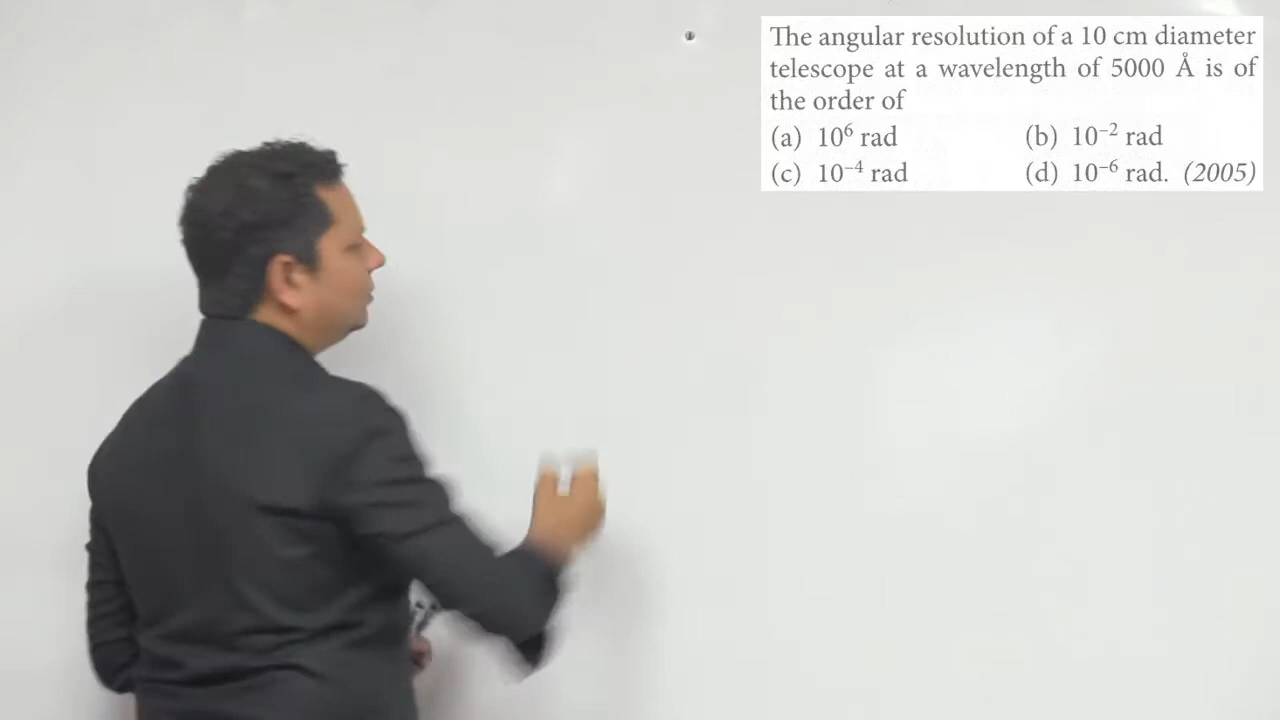 The angular resolution of a 10 cm diameter
telescope at a wavelength of 5000 Å is of
the order of
(a) 10⁶ rad (b) 10⁻² rad
(c) 10⁻⁴ rad (d) 10⁻⁶ rad. (2005)